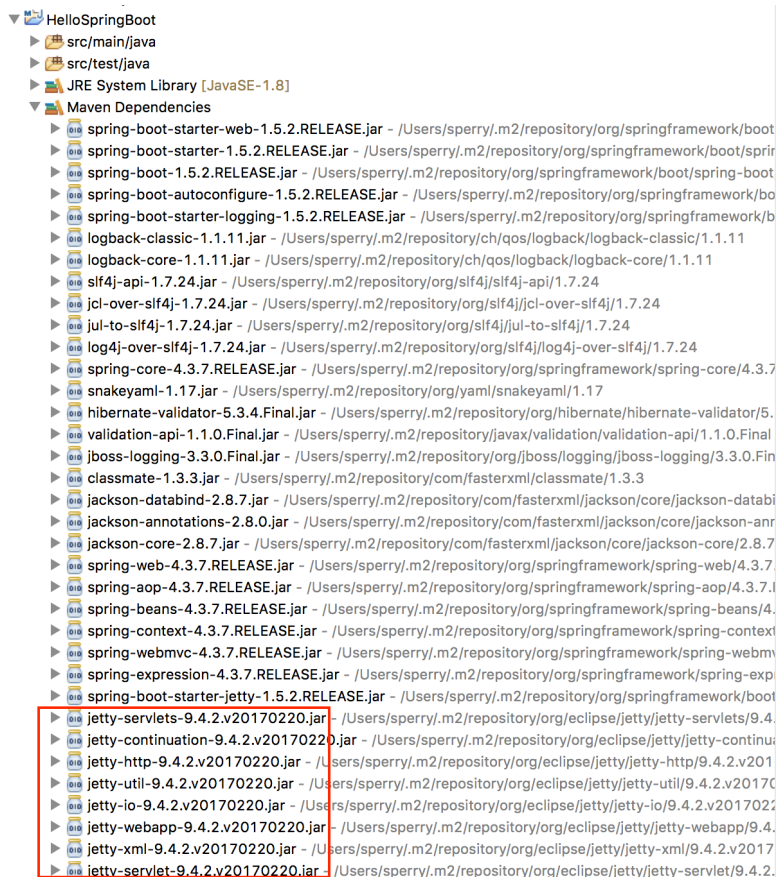 HelloSpringBoot
src/main/java
src/test/java
JRE System Library [JavaSE-1.8]
Maven Dependencies
spring-boot-starter-web-1.5.2.RELEASE.jar - /Users/sperry/.m2/repository/org/springframework/boot
spring-boot-starter-1.5.2.RELEASE.jar - /Users/sperry/.m2/repository/org/springframework/boot/sprin
spring-boot-1.5.2.RELEASE.jar - /Users/sperry/.m2/repository/org/springframework/boot/spring-boot
spring-boot-autoconfigure-1.5.2.RELEASE.jar - /Users/sperry/.m2/repository/org/springframework/bo
spring-boot-starter-logging-1.5.2.RELEASE.jar - /Users/sperry/.m2/repository/org/springframework/b
logback-classic-1.1.11.jar - /Users/sperry/.m2/repository/ch/qos/logback/logback-classic/1.1.11
logback-core-1.1.11.jar - /Users/sperry/.m2/repository/ch/qos/logback/logback-core/1.1.11
slf4j-api-1.7.24.jar - /Users/sperry/.m2/repository/org/slf4j/slf4j-api/1.7.24
jcl-over-slf4j-1.7.24.jar - /Users/sperry/.m2/repository/org/slf4j/jcl-over-slf4j/1.7.24
jul-to-slf4j-1.7.24.jar - /Users/sperry/.m2/repository/org/slf4j/jul-to-slf4j/1.7.24
log4j-over-slf4j-1.7.24.jar - /Users/sperry/.m2/repository/org/slf4j/log4j-over-slf4j/1.7.24
spring-core-4.3.7.RELEASE.jar - /Users/sperry/.m2/repository/org/springframework/spring-core/4.3.7
snakeyaml-1.17.jar - /Users/sperry/.m2/repository/org/yaml/snakeyaml/1.17
hibernate-validator-5.3.4.Final.jar - /Users/sperry/.m2/repository/org/hibernate/hibernate-validator/5.
validation-api-1.1.0.Final.jar - /Users/sperry/.m2/repository/javax/validation/validation-api/1.1.0.Final
jboss-logging-3.3.0.Final.jar - /Users/sperry/.m2/repository/org/jboss/logging/jboss-logging/3.3.0.Fin
classmate-1.3.3.jar - /Users/sperry/.m2/repository/com/fasterxml/classmate/1.3.3
jackson-databind-2.8.7.jar - /Users/sperry/.m2/repository/com/fasterxml/jackson/core/jackson-databi
jackson-annotations-2.8.0.jar - /Users/sperry/.m2/repository/com/fasterxml/jackson/core/jackson-ann
jackson-core-2.8.7.jar - /Users/sperry/.m2/repository/com/fasterxml/jackson/core/jackson-core/2.8.7
spring-web-4.3.7.RELEASE.jar - /Users/sperry/.m2/repository/org/springframework/spring-web/4.3.7.
spring-aop-4.3.7.RELEASE.jar - /Users/sperry/.m2/repository/org/springframework/spring-aop/4.3.7.
spring-beans-4.3.7.RELEASE.jar - /Users/sperry/.m2/repository/org/springframework/spring-beans/4.
spring-context-4.3.7.RELEASE.jar - /Users/sperry/.m2/repository/org/springframework/spring-context
spring-webmvc-4.3.7.RELEASE.jar - /Users/sperry/.m2/repository/org/springframework/spring-webmv
spring-expression-4.3.7.RELEASE.jar - /Users/sperry/.m2/repository/org/springframework/spring-exp
spring-boot-starter-jetty-1.5.2.RELEASE.jar - /Users/sperry/.m2/repository/org/springframework/boot
jetty-servlets-9.4.2.v20170220.jar - /Users/sperry/.m2/repository/org/eclipse/jetty/jetty-servlets/9.4.
jetty-continuation-9.4.2.v20170220.jar - /Users/sperry/.m2/repository/org/eclipse/jetty/jetty-continua
jetty-http-9.4.2.v20170220.jar - /Users/sperry/.m2/repository/org/eclipse/jetty/jetty-http/9.4.2.v201
jetty-util-9.4.2.v20170220.jar - /Users/sperry/.m2/repository/org/eclipse/jetty/jetty-util/9.4.2.v20170
jetty-io-9.4.2.v20170220.jar - /Users/sperry/.m2/repository/org/eclipse/jetty/jetty-io/9.4.2.v2017022
jetty-webapp-9.4.2.v20170220.jar - /Users/sperry/.m2/repository/org/eclipse/jetty/jetty-webapp/9.4.
jetty-xml-9.4.2.v20170220.jar - /Users/sperry/.m2/repository/org/eclipse/jetty/jetty-xml/9.4.2.v2017
jetty-servlet-9.4.2.v20170220.jar - /Users/sperry/.m2/repository/org/eclipse/jetty/jetty-servlet/9.4.2.